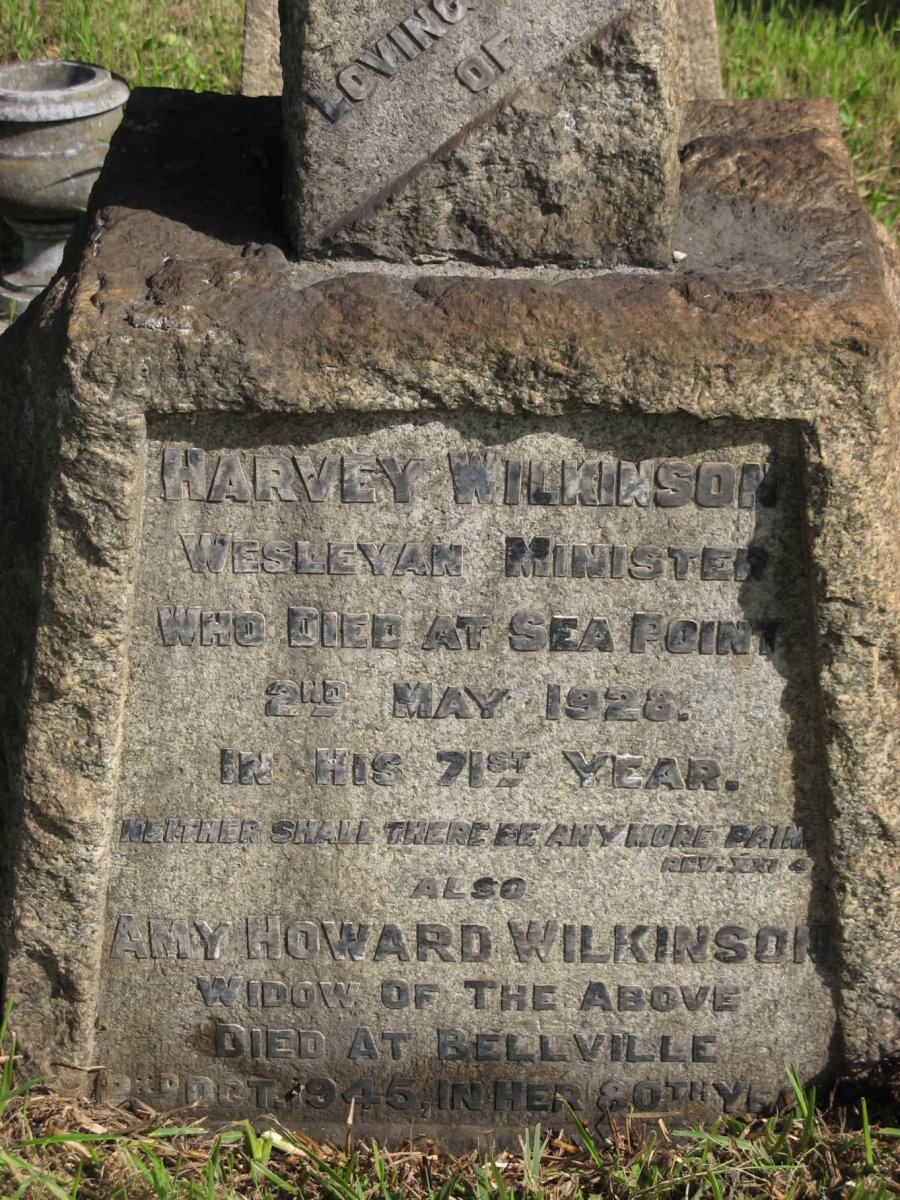 LOVING
OF
HARVEY WILKINSON
WESLEYAN MINISTER
WHO DIED AT SEA POINT
2ND MAY 1928.
IN HIS 71ST YEAR.
NEITHER SHALL THERE BE ANY MORE PAIN
REV. XXI 4
ALSO
AMY HOWARD WILKINSON
WIDOW OF THE ABOVE
DIED AT BELLVILLE
OCT. 1945, IN HER 80TH YEAR